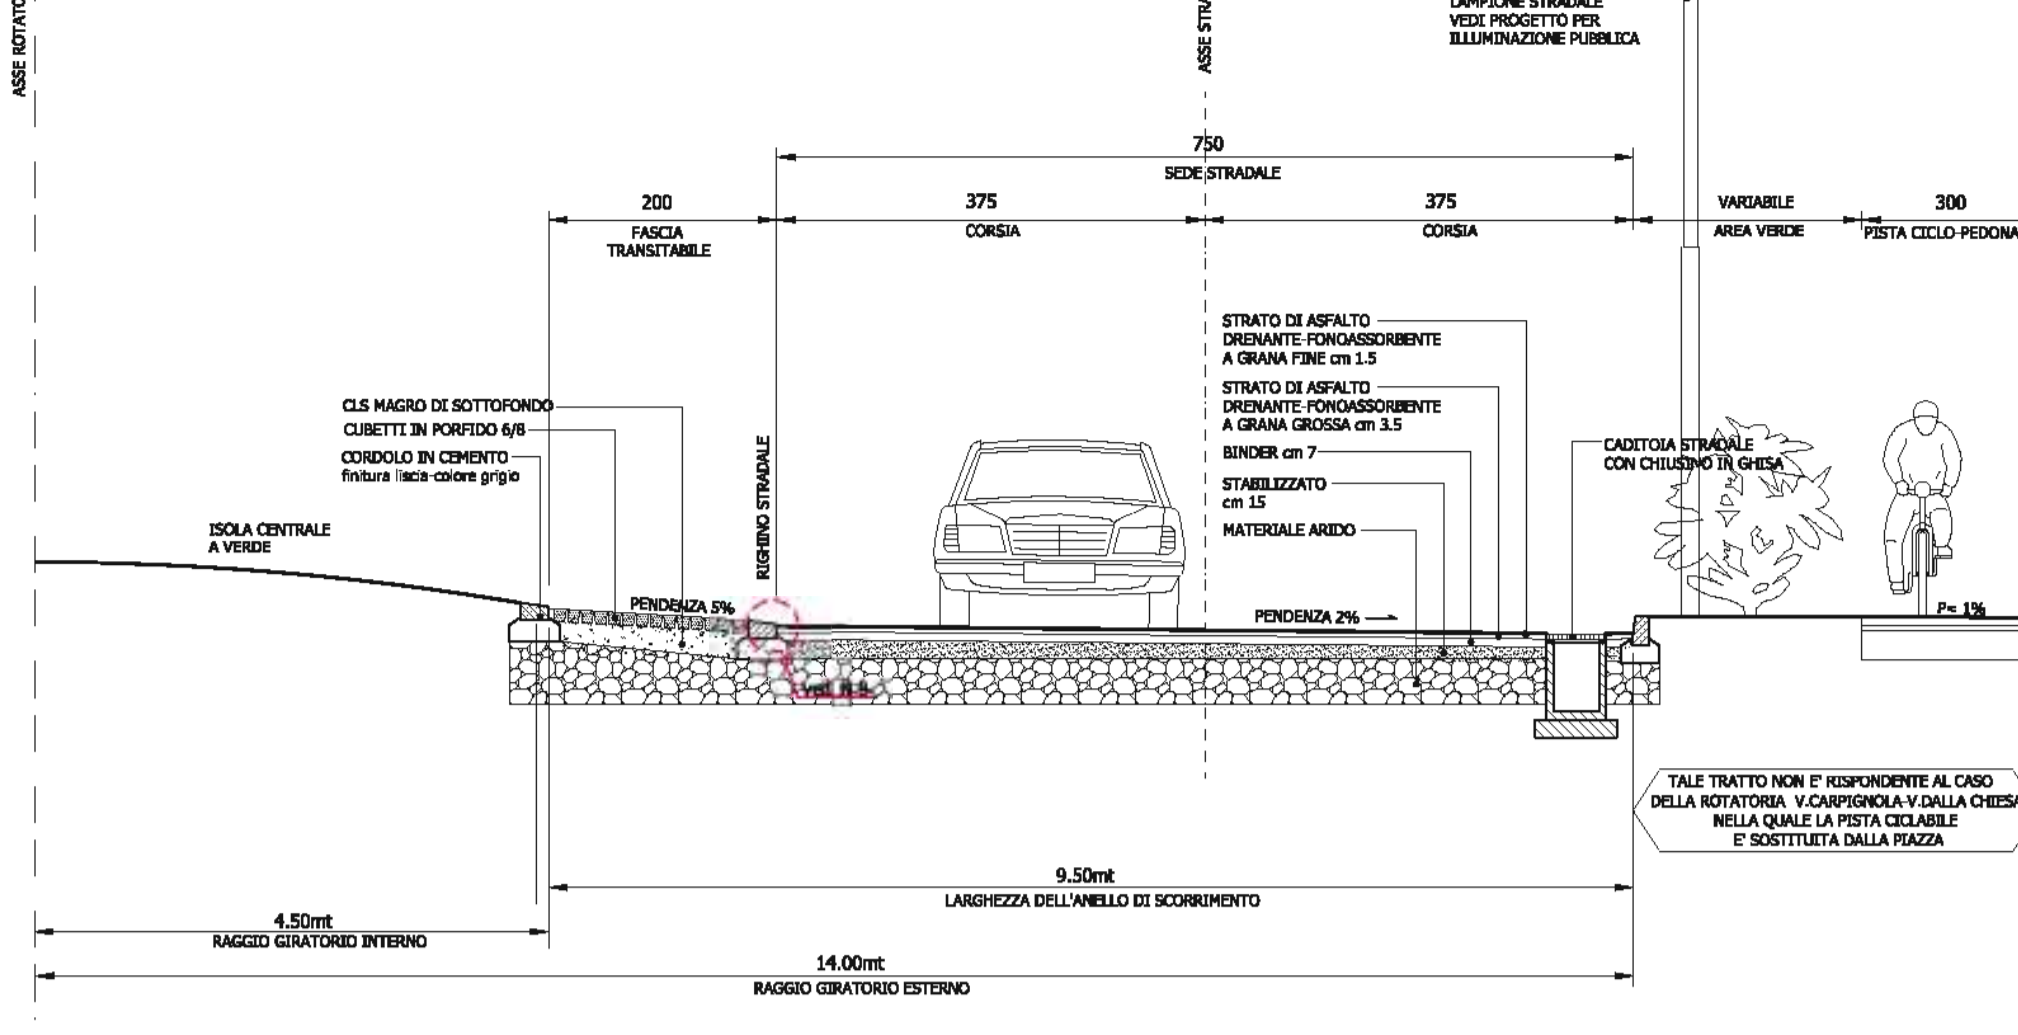 ASSE
LAMPIONE STRADALE
VEDI PROGETTO PER
ILLUMINAZIONE PUBBLICA
ASSE
750
SEDE STRADALE
200
375
375
VARIABILE
300
FASCIA
TRANSITABILE
CORSIA
CORSIA
AREA VERDE
PISTA CICLO-PEDONA
STRATO DI ASFALTO
DRENANTE-FONOASSORBENTE
A GRANA FINE cm 1.5
STRATO DI ASFALTO
DRENANTE-FONOASSORBENTE
A GRANA GROSSA cm 3.5
BINDER cm 7
STABILIZZATO
cm 15
MATERIALE ARIDO
CLS MAGRO DI SOTTOFONDO
CUBETTI IN PORFIDO 6/8
CORDOLO IN CEMENTO
finitura liscia-colore grigio
RIGHINO STRADALE
CADITOIA STRADALE
CON CHIUSINO IN GHISA
ISOLA CENTRALE
A VERDE
PENDENZA 5%
PENDENZA 2%
P= 1%
TALE TRATTO NON E' RISPONDENTE AL CASO
DELLA ROTATORIA V.CARPIGNOLA-V.DALLA CHIESA
NELLA QUALE LA PISTA CICLABILE
E' SOSTITUITA DALLA PIAZZA
9.50mt
LARGHEZZA DELL'ANELLO DI SCORRIMENTO
4.50mt
RAGGIO GIRATORIO INTERNO
14.00mt
RAGGIO GIRATORIO ESTERNO